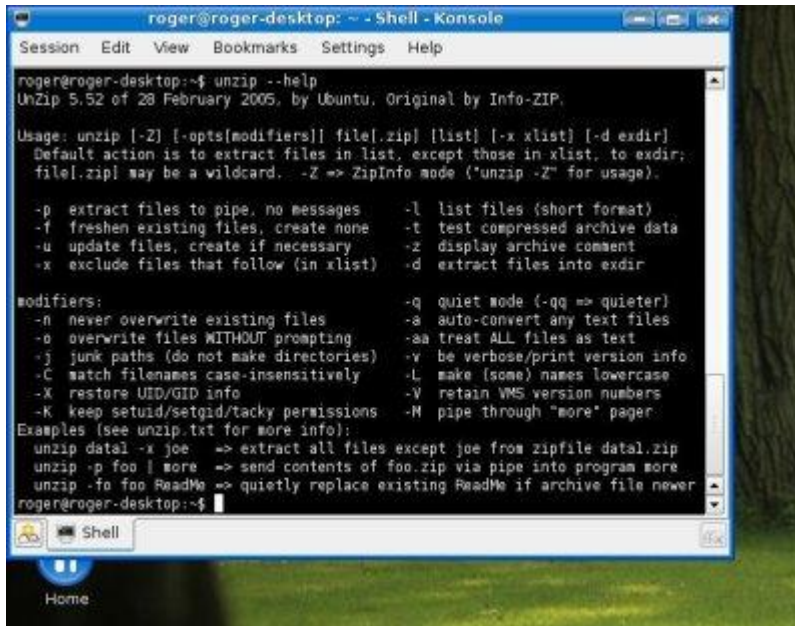 roger@roger-desktop: ~ - Shell - Konsole
Session Edit View Bookmarks Settings Help
roger@roger-desktop:~$ unzip --help
UnZip 5.52 of 28 February 2005, by Ubuntu. Original by Info-ZIP.
Usage: unzip [-Z] [-opts[modifiers]] file[.zip] [list] [-x xlist] [-d exdir]
Default action is to extract files in list, except those in xlist, to exdir;
file[.zip] may be a wildcard. -Z => ZipInfo mode ("unzip -Z" for usage).
-p extract files to pipe, no messages -l list files (short format)
-f freshen existing files, create none -t test compressed archive data
-u update files, create if necessary -z display archive comment
-x exclude files that follow (in xlist) -d extract files into exdir
modifiers: -q quiet mode (-qq => quieter)
-n never overwrite existing files -a auto-convert any text files
-o overwrite files WITHOUT prompting -aa treat ALL files as text
-j junk paths (do not make directories) -v be verbose/print version info
-C match filenames case-insensitively -L make (some) names lowercase
-X restore UID/GID info -V retain VMS version numbers
-K keep setuid/setgid/tacky permissions -M pipe through "more" pager
Examples (see unzip.txt for more info):
unzip data1 -x joe => extract all files except joe from zipfile data1.zip
unzip -p foo | more => send contents of foo.zip via pipe into program more
unzip -fo foo ReadMe => quietly replace existing ReadMe if archive file newer
roger@roger-desktop:~$
Shell
Home